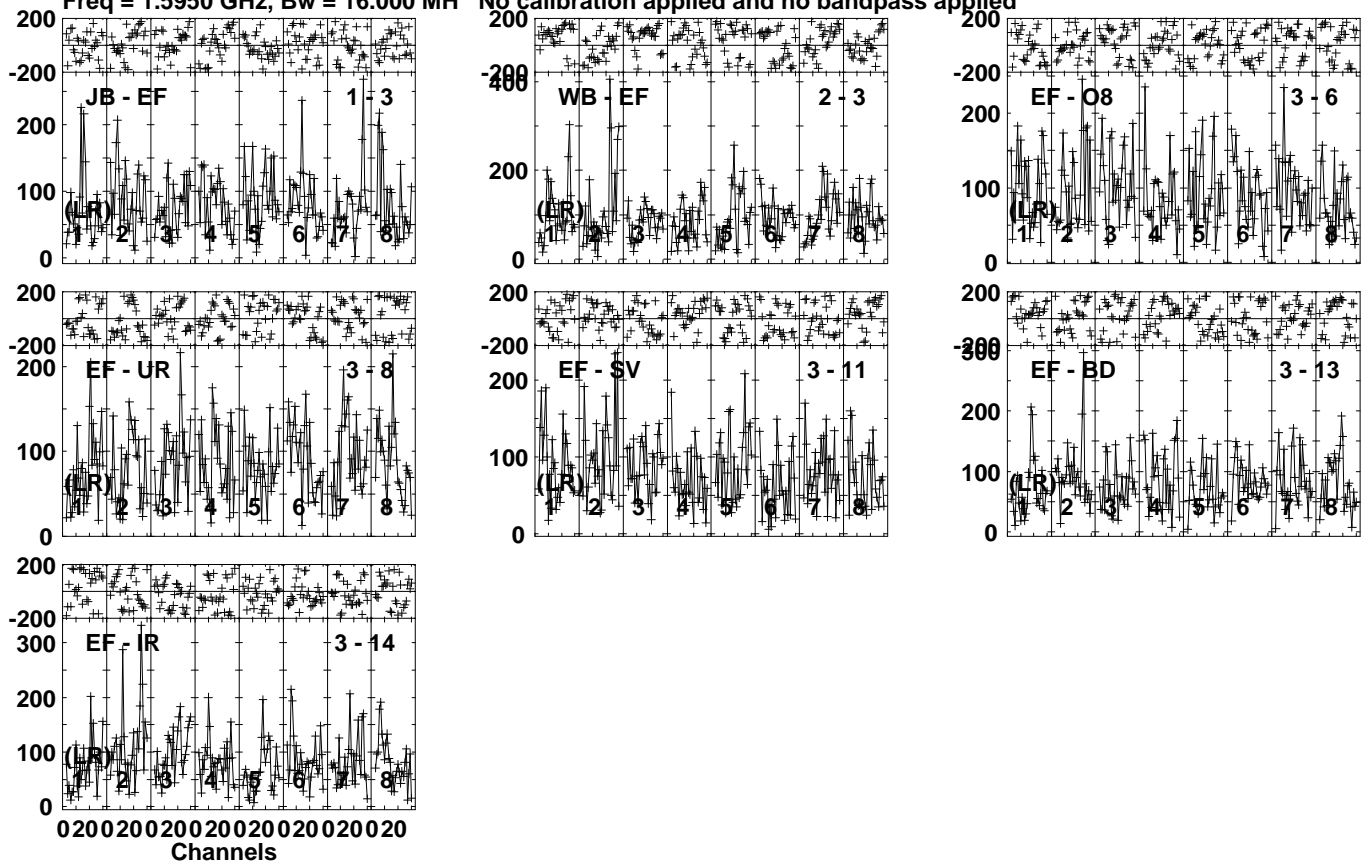 Freq = 1.5950 GHz, Bw = 16.000 MH No calibration applied and no bandpass applied
200
-200
JB - EF 1 - 3
200
100
0
(LR)
1 2 3 4 5 6 7 8
200
-200
400
WB - EF 2 - 3
200
0
(LR)
1 2 3 4 5 6 7 8
200
-200
EF - O8 3 - 6
200
100
0
(LR)
1 2 3 4 5 6 7 8
200
-200
EF - UR 3 - 8
200
100
0
(LR)
1 2 3 4 5 6 7 8
200
-200
EF - SV 3 - 11
200
100
0
(LR)
1 2 3 4 5 6 7 8
200
-200
300
EF - BD 3 - 13
200
100
0
(LR)
1 2 3 4 5 6 7 8
200
-200
EF - IR 3 - 14
300
200
100
0
(LR)
1 2 3 4 5 6 7 8
0 20 0 20 0 20 0 20 0 20 0 20 0 20 0 20
Channels